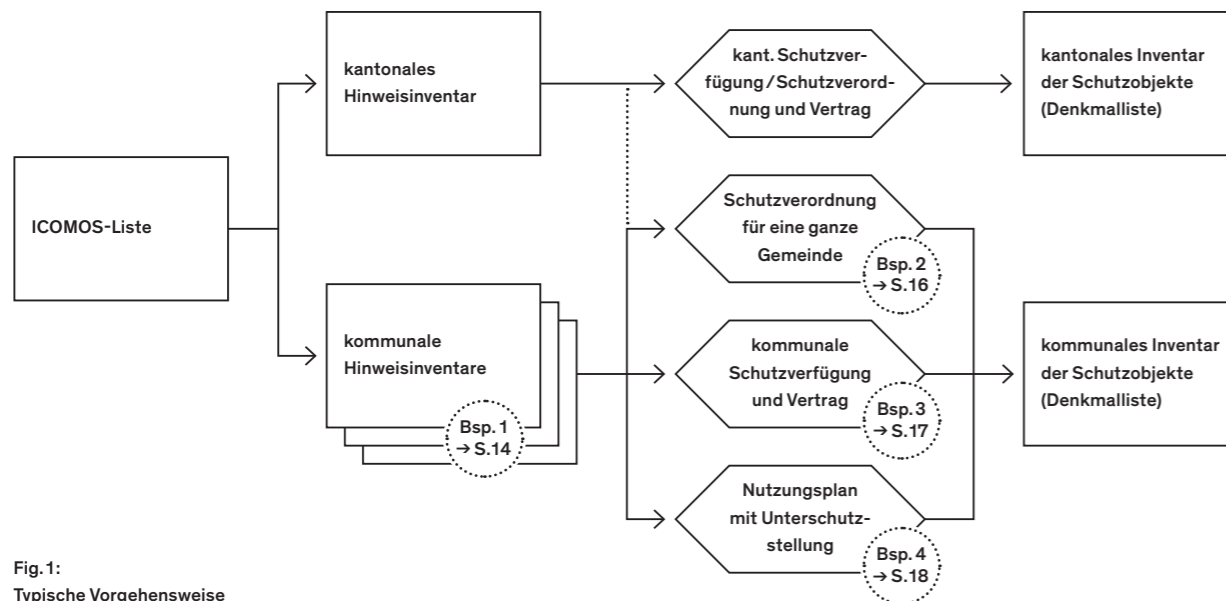 kantonales
Hinweisinventar
kant. Schutzver-
fügung/Schutzverord-
nung und Vertrag
kantonales Inventar
der Schutzobjekte
(Denkmalliste)
ICOMOS-Liste
Schutzverordnung
für eine ganze
Gemeinde
Bsp. 2
→ S.16
kommunale
Hinweisinventare
Bsp. 1
→ S.14
kommunale
Schutzverfügung
und Vertrag
Bsp. 3
→ S.17
kommunales Inventar
der Schutzobjekte
(Denkmalliste)
Nutzungsplan
mit Unterschutz-
stellung
Bsp. 4
→ S.18
Fig. 1:
Typische Vorgehensweise